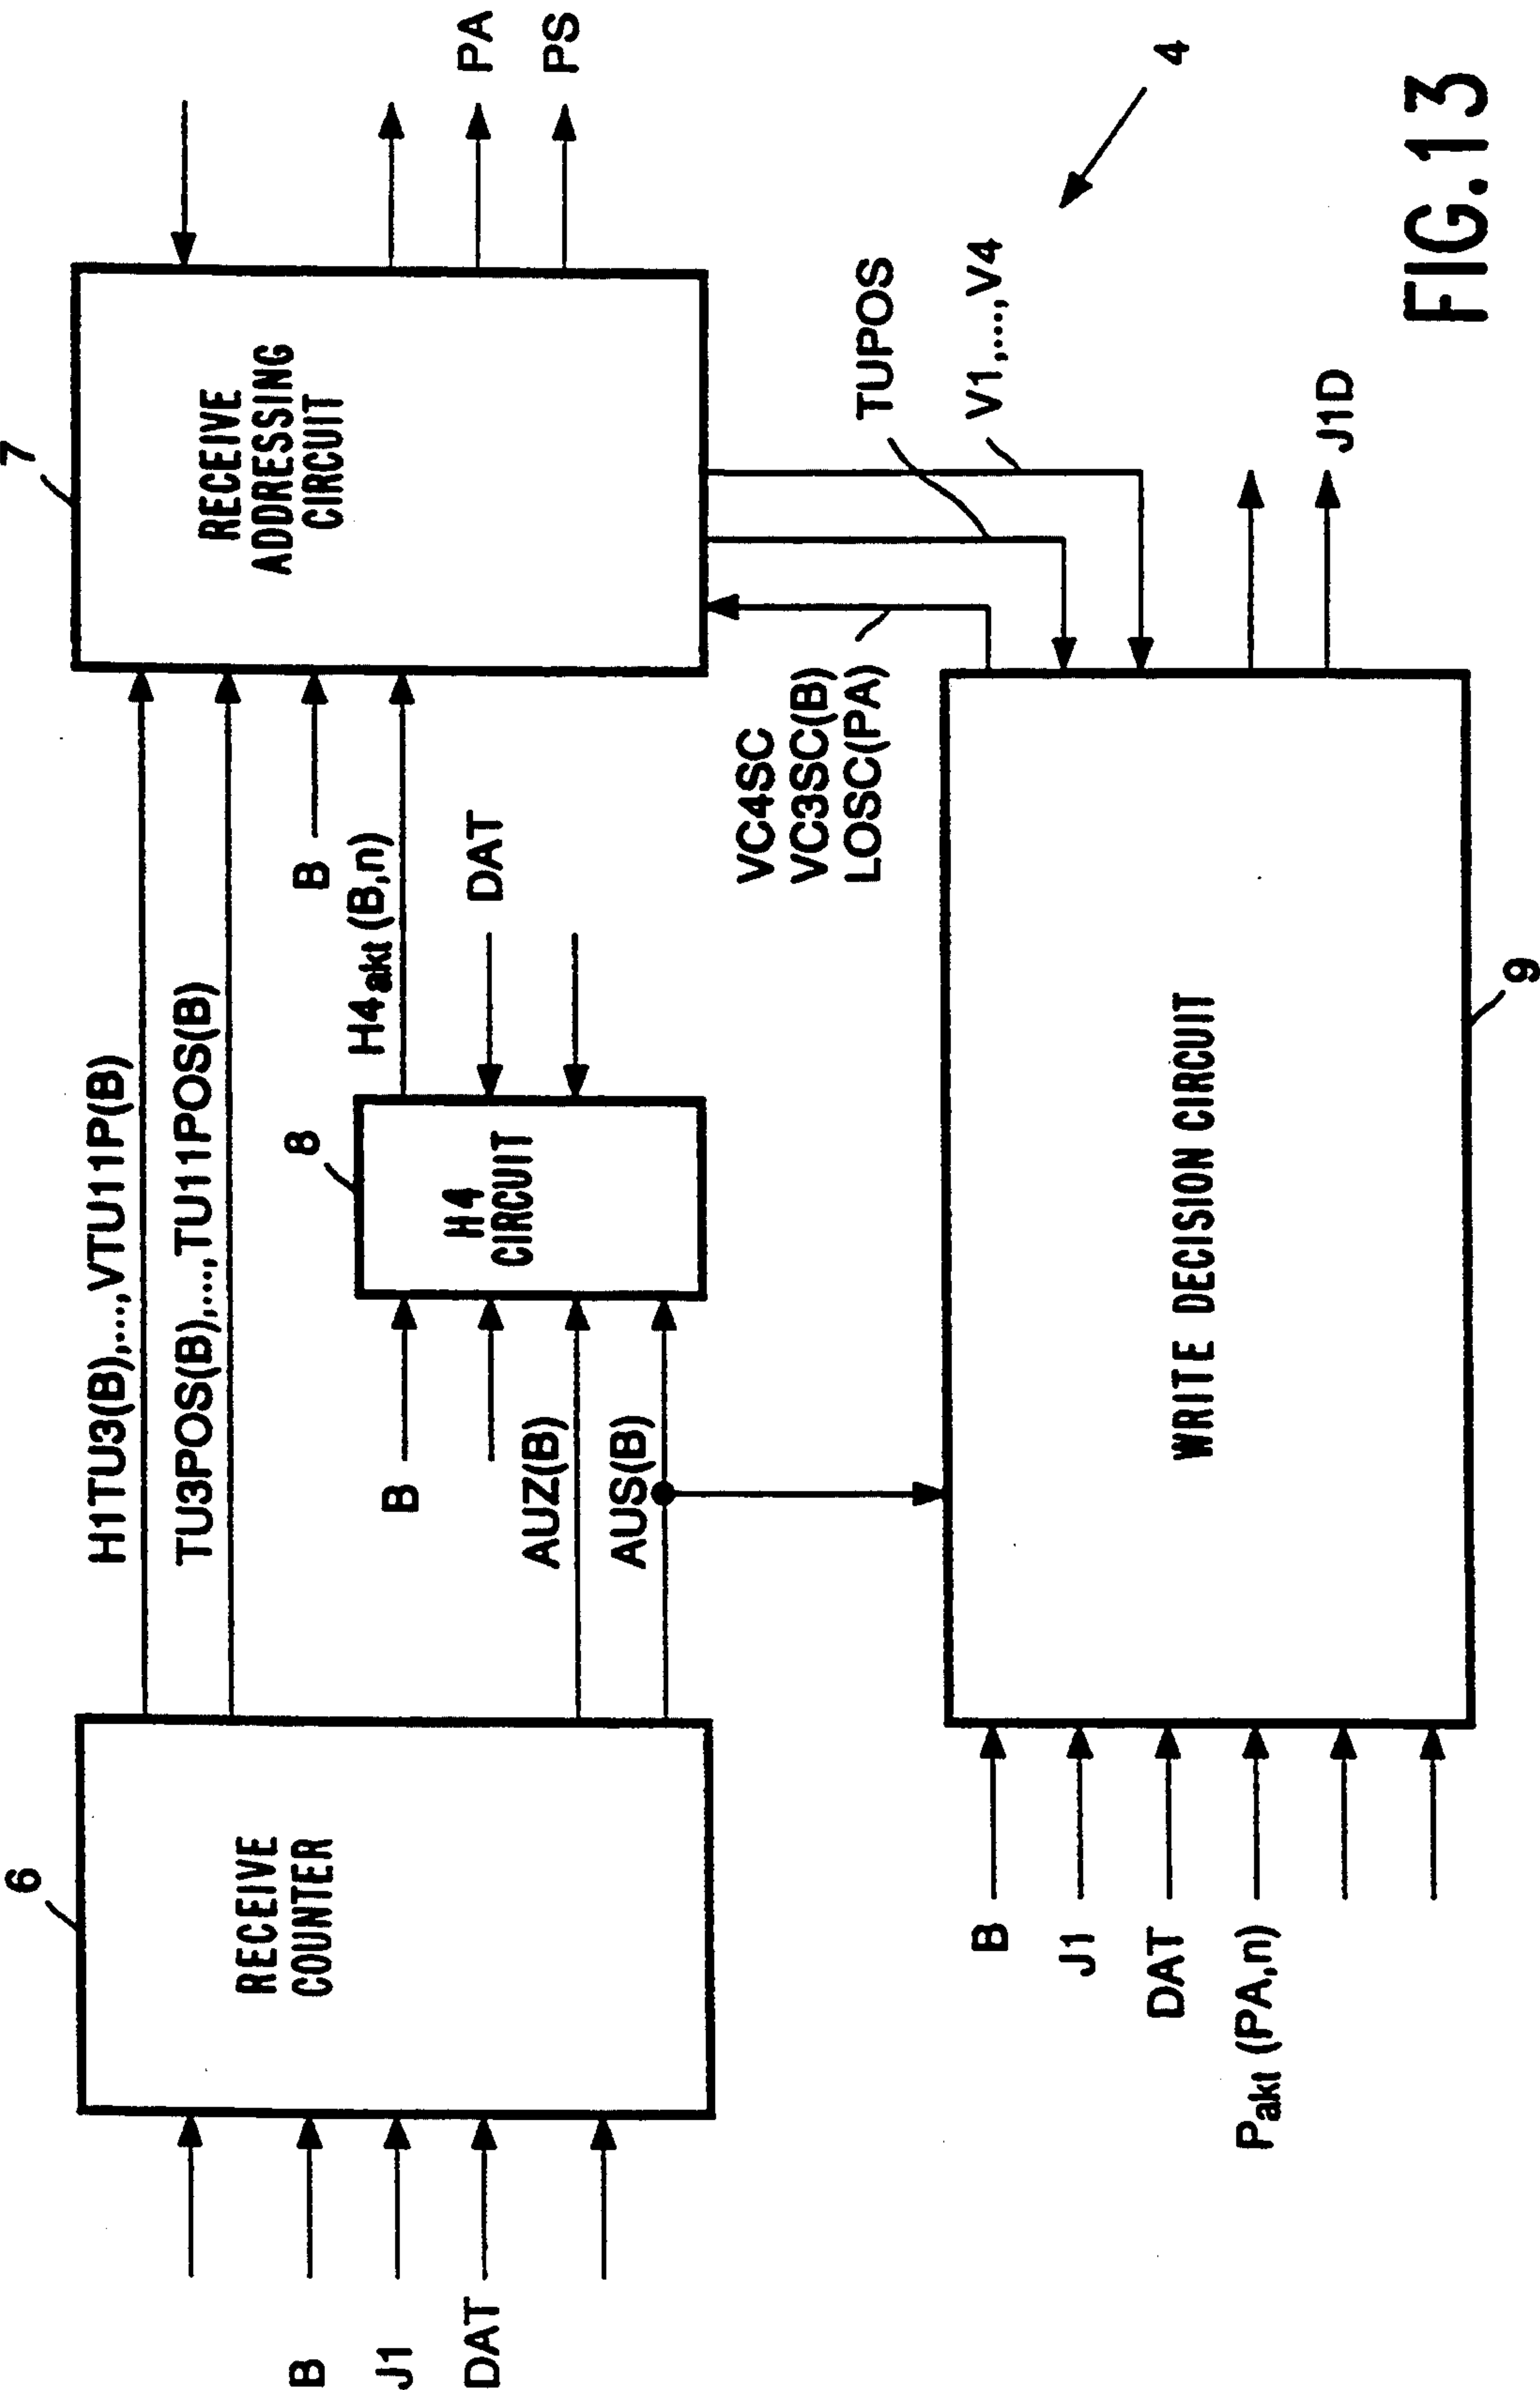 6
RECEIVE
COUNTER
B
J1
DAT
H1TU3(B),...,VTU11P(B)
TU3POS(B),...,TU11POS(B)
AUZ(B)
AUS(B)
B
8
H4
CIRCUIT
H4akt (B,n)
B
DAT
7
RECEIVE
ADDRESSING
CIRCUIT
PA
PS
VC4SC
VC3SC(B)
LOSC(PA)
TUPOS
V1,...,V4
4
B
J1
DAT
Pakt (PA,n)
WRITE DECISION CIRCUIT
9
J1D
FIG.13